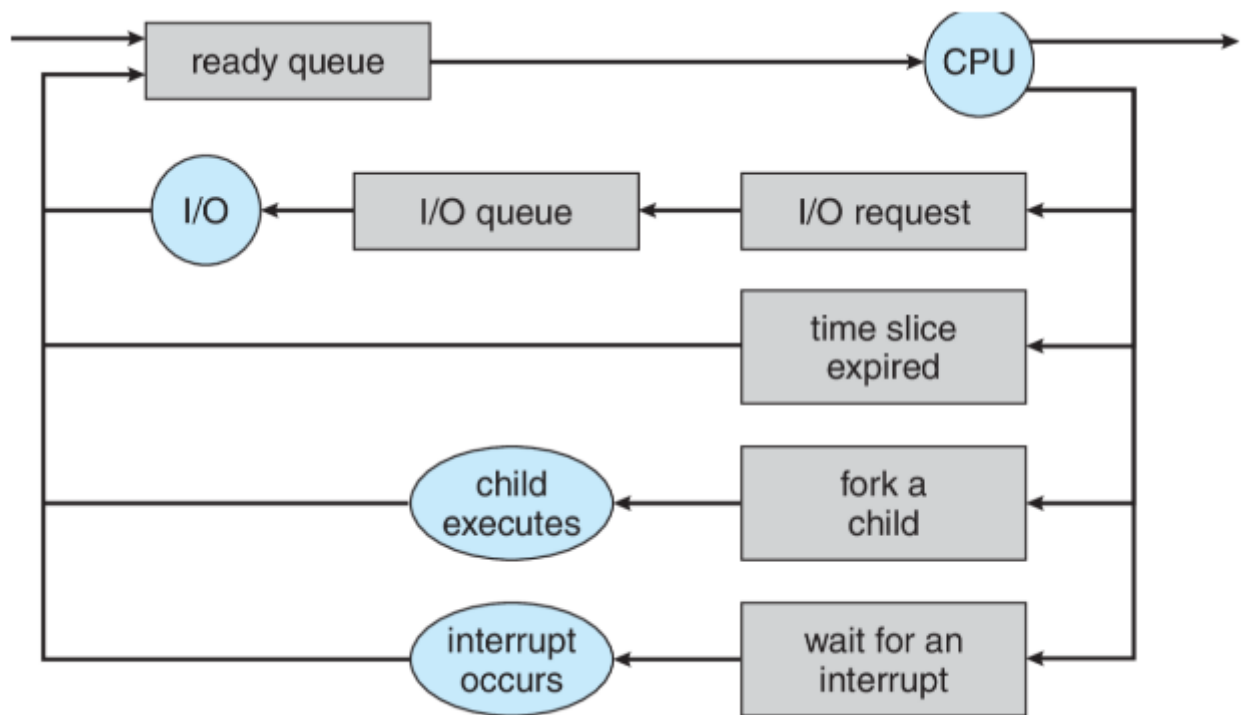 ready queue
CPU
I/O
I/O queue
I/O request
time slice
expired
child
executes
fork a
child
interrupt
occurs
wait for an
interrupt